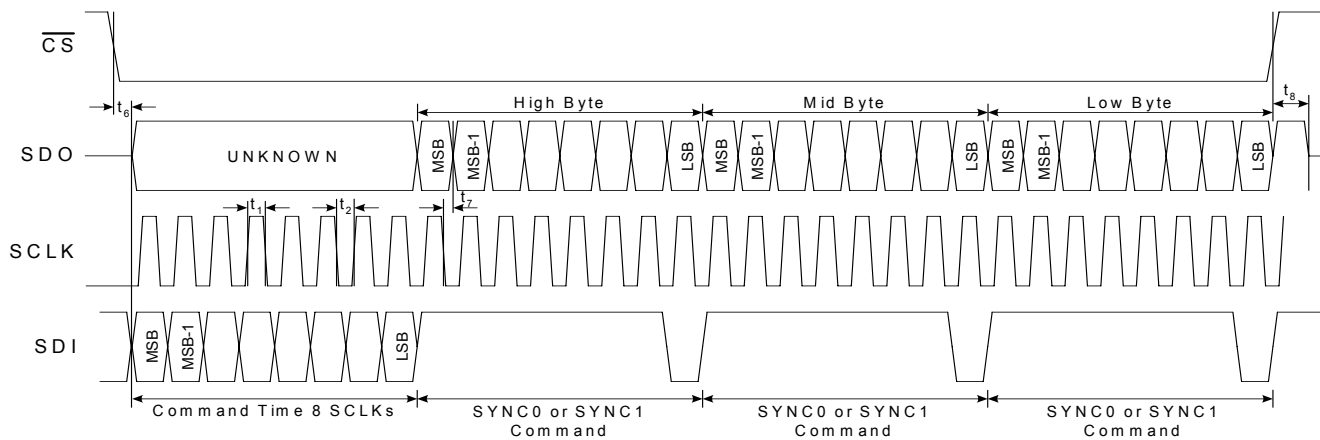 CS
t6
High Byte
Mid Byte
Low Byte
t8
SDO
UNKNOWN
MSB
MSB-1
LSB
MSB
MSB-1
LSB
MSB
MSB-1
LSB
t1
t2
t7
SCLK
SDI
MSB
MSB-1
LSB
Command Time 8 SCLKs
SYNC0 or SYNC1
Command
SYNC0 or SYNC1
Command
SYNC0 or SYNC1
Command